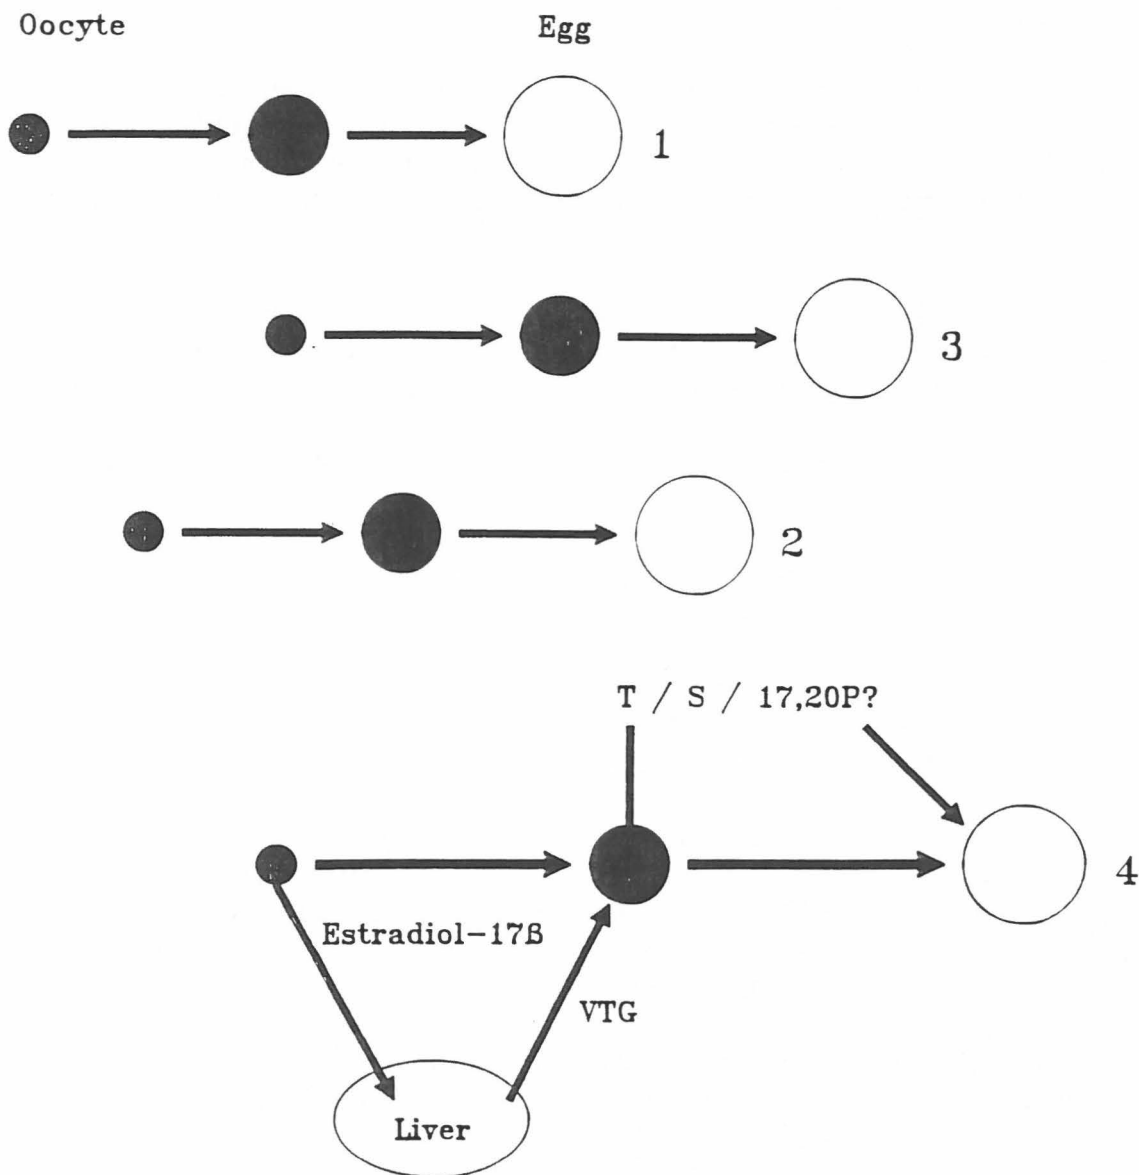 Oocyte
Egg
1
3
2
T / S / 17,20P?
4
Estradiol-17ß
VTG
Liver